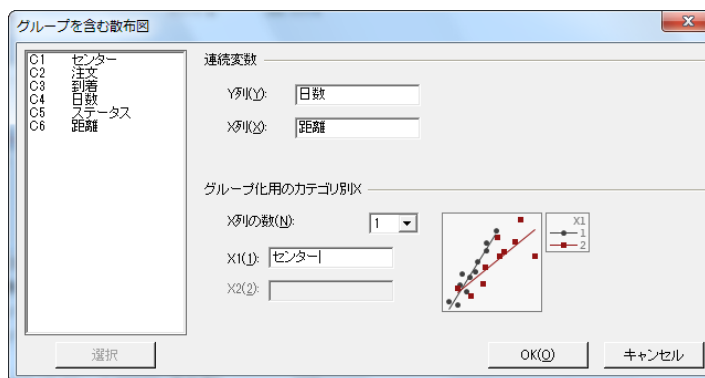 グループを含む散布図
C1 センター
C2 注文
C3 到着
C4 日数
C5 ステータス
C6 距離
連続変数
Y列(Y): 日数
X列(X): 距離
グループ化用のカテゴリ別X
X列の数(N): 1
X1(1): センター
X2(2):
X1
1
2
選択
OK(O)
キャンセル